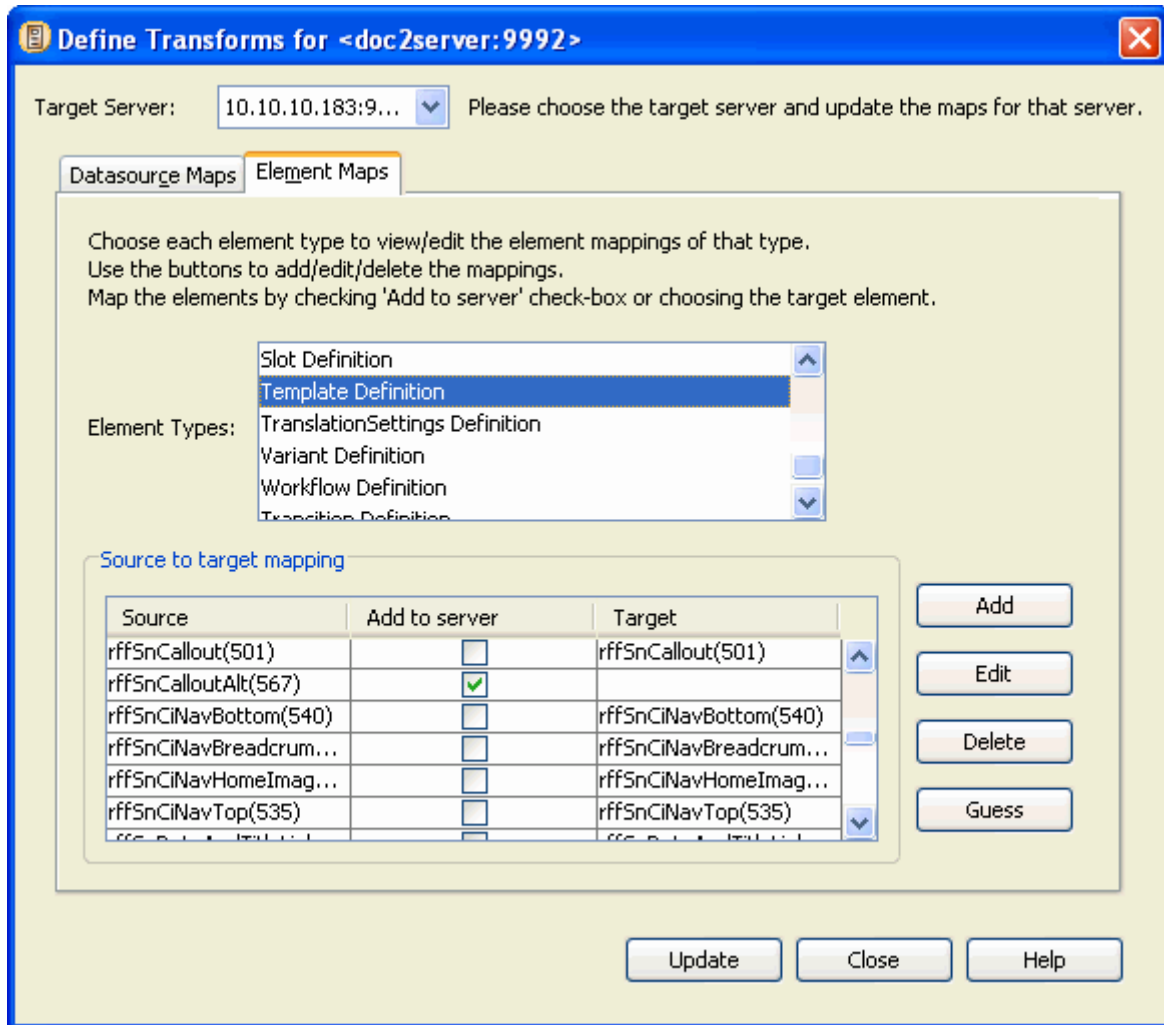 Define Transforms for <doc2server:9992>
Target Server: 10.10.10.183:9... Please choose the target server and update the maps for that server.
Datasource Maps Element Maps
Choose each element type to view/edit the element mappings of that type.
Use the buttons to add/edit/delete the mappings.
Map the elements by checking 'Add to server' check-box or choosing the target element.
Element Types:
Slot Definition
Template Definition
TranslationSettings Definition
Variant Definition
Workflow Definition
Transition Definition
Source to target mapping
Source Add to server Target
rffSnCallout(501) rffSnCallout(501)
rffSnCalloutAlt(567)
rffSnCiNavBottom(540) rffSnCiNavBottom(540)
rffSnCiNavBreadcrum... rffSnCiNavBreadcrum...
rffSnCiNavHomeImag... rffSnCiNavHomeImag...
rffSnCiNavTop(535) rffSnCiNavTop(535)
Add
Edit
Delete
Guess
Update Close Help